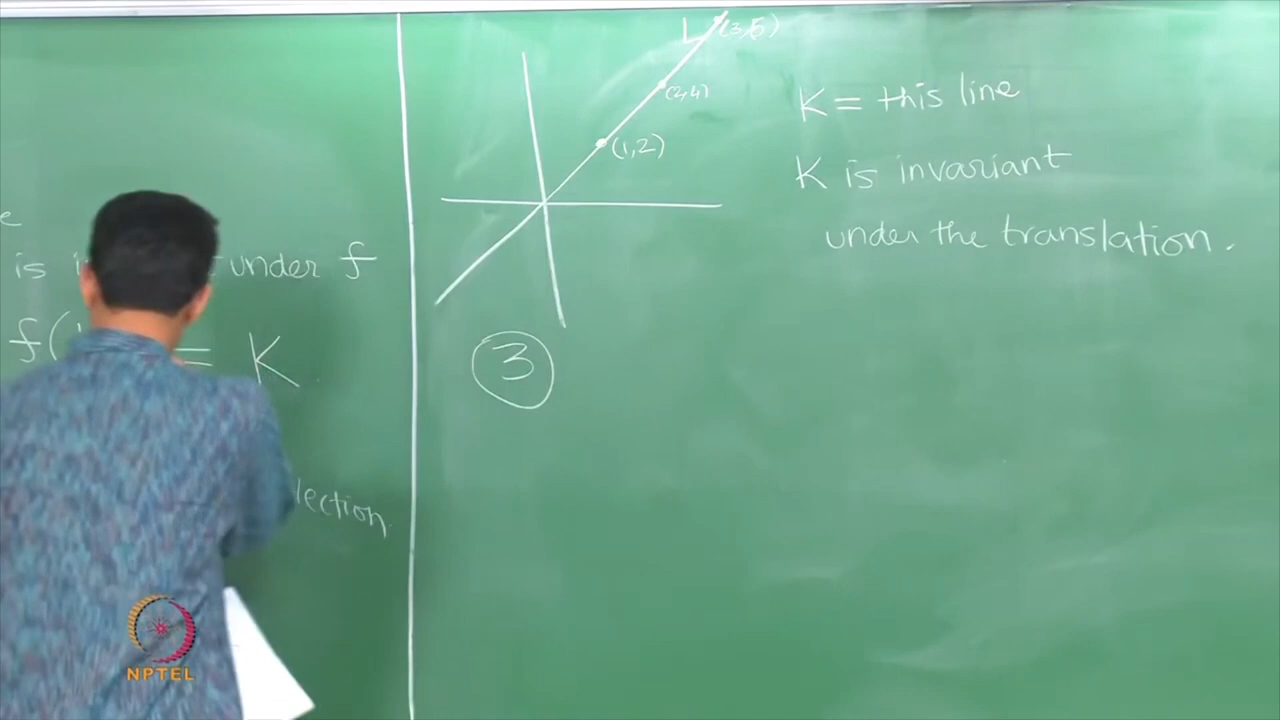 e
is under f
f( = K
lection
L (3,6)
(2,4)
(1,2)
3
K = this line
K is invariant
under the translation.
NPTEL